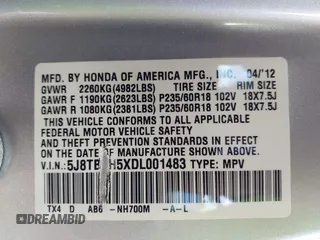 MFD. BY HONDA OF AMERICA MFG., INC. 04/'12
GVWR 2260KG(4982LBS) TIRE SIZE RIM SIZE
GAWR F 1190KG(2623LBS) P235/60R18 102V 18X7.5J
GAWR R 1080KG(2381LBS) P235/60R18 102V 18X7.5J
THIS VEHICLE CONFORMS TO ALL APPLICABLE
FEDERAL MOTOR VEHICLE SAFETY AND
THEFT PREVENTION STANDARDS IN EFFECT ON
THE DATE OF MANUFACTURE SHOWN ABOVE.
V.I.N.: TYPE: MPV
TX4 D AB6 -NH700M -A-L
DEALERSHIP